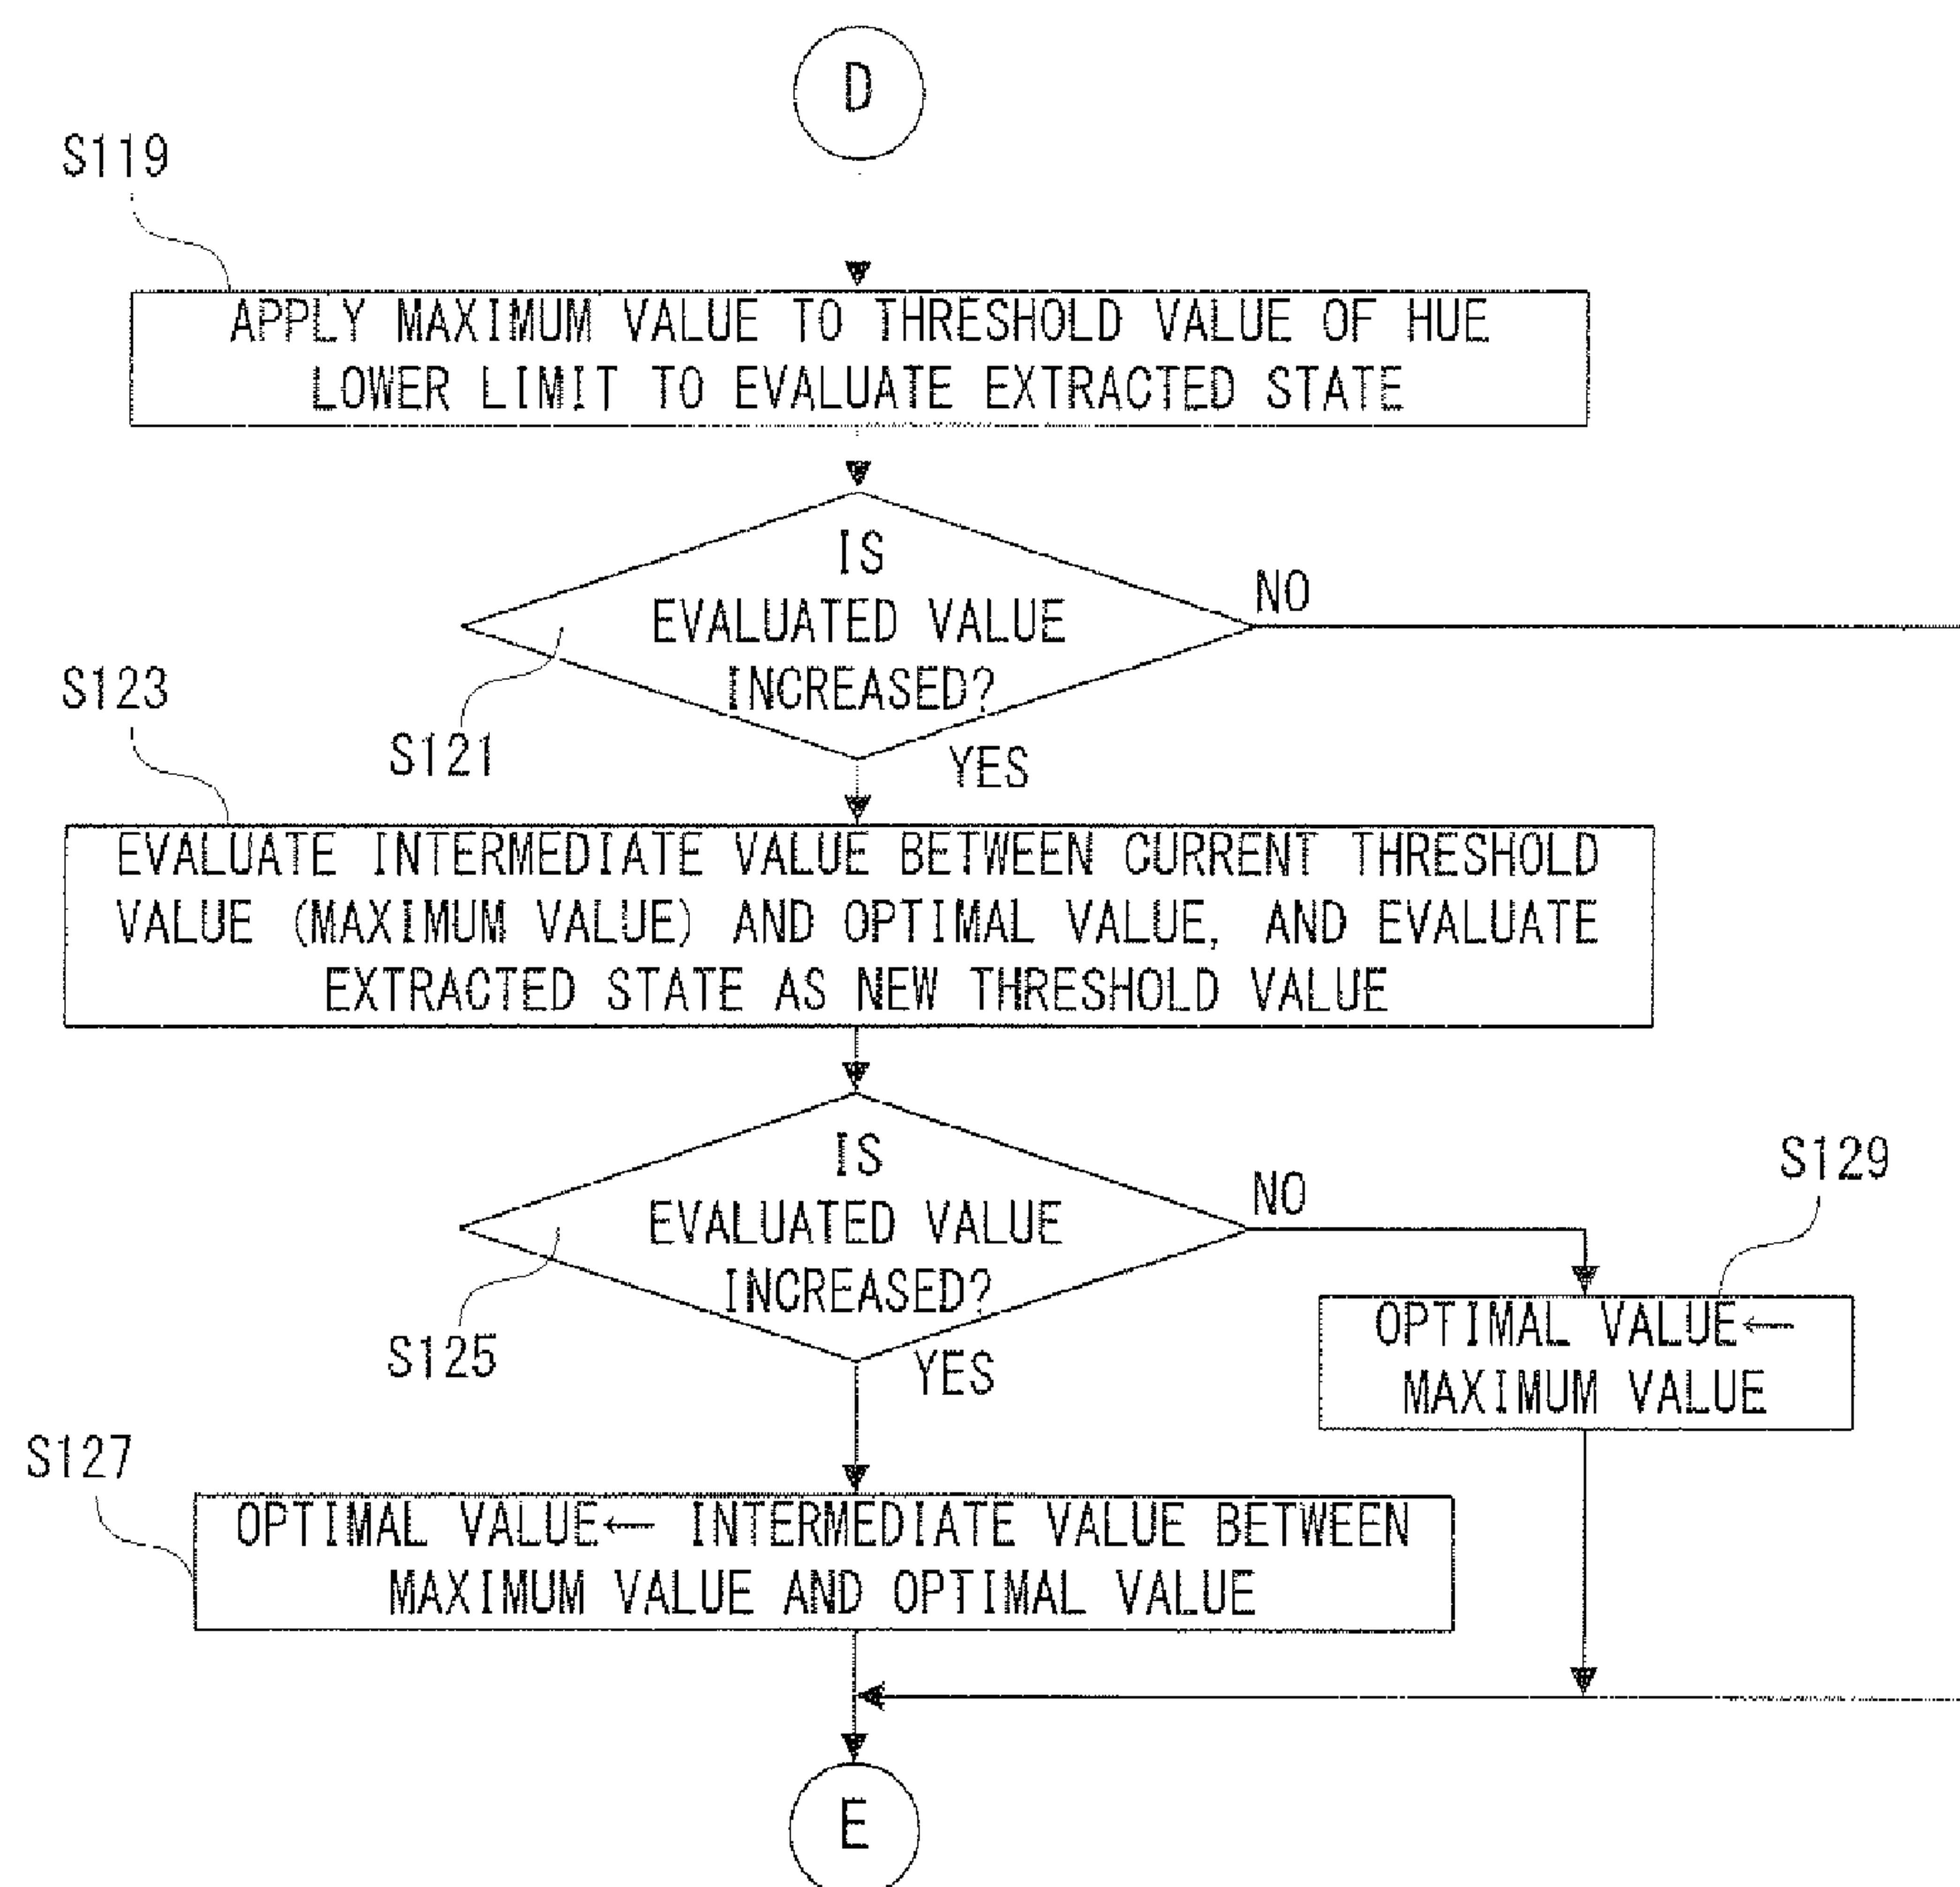 D
S119
APPLY MAXIMUM VALUE TO THRESHOLD VALUE OF HUE
LOWER LIMIT TO EVALUATE EXTRACTED STATE
IS
EVALUATED VALUE
INCREASED?
NO
S121
YES
S123
EVALUATE INTERMEDIATE VALUE BETWEEN CURRENT THRESHOLD
VALUE (MAXIMUM VALUE) AND OPTIMAL VALUE, AND EVALUATE
EXTRACTED STATE AS NEW THRESHOLD VALUE
IS
EVALUATED VALUE
INCREASED?
NO
S125
YES
S129
OPTIMAL VALUE←
MAXIMUM VALUE
S127
OPTIMAL VALUE← INTERMEDIATE VALUE BETWEEN
MAXIMUM VALUE AND OPTIMAL VALUE
E